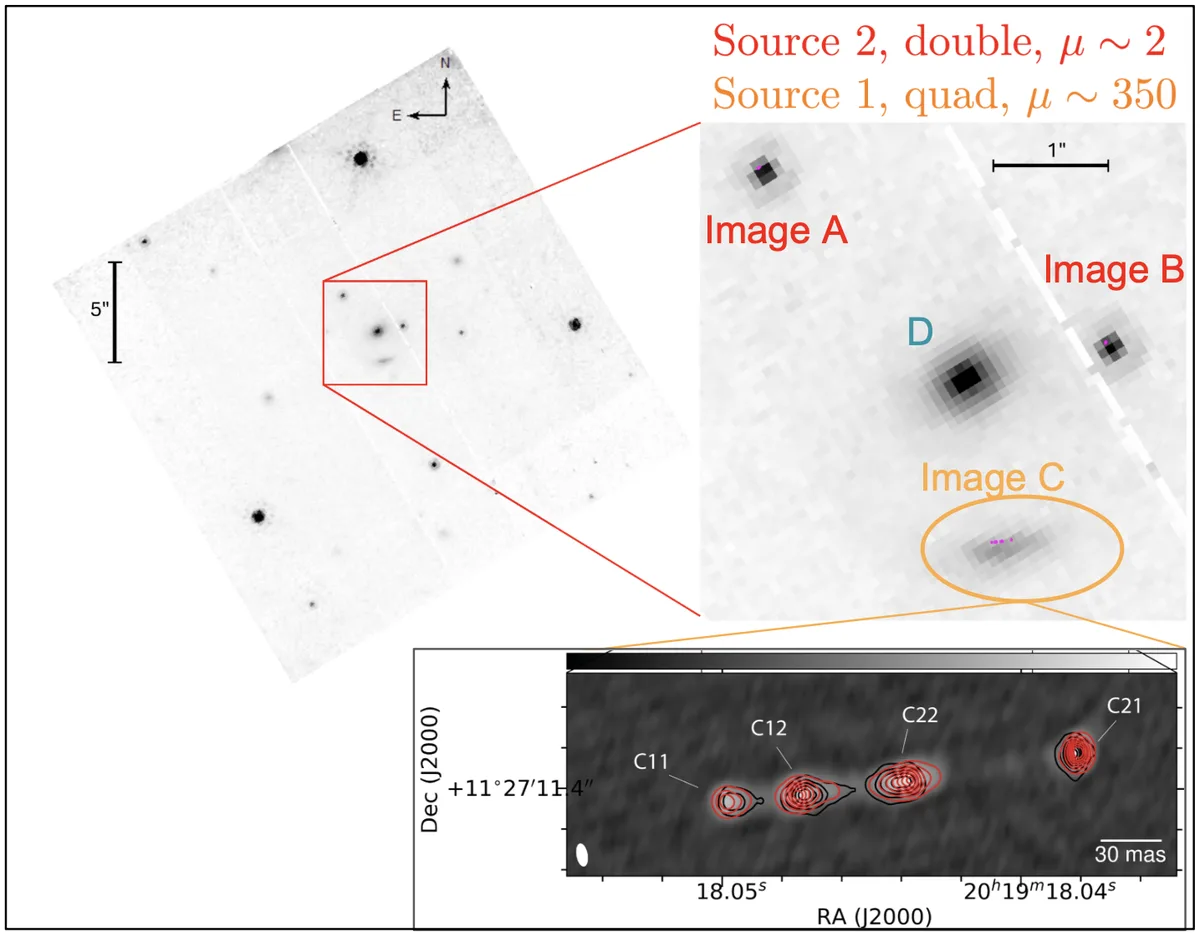 Source 2, double, μ ∼ 2
Source 1, quad, μ ∼ 350
N
E
5"
1"
Image A
Image B
D
Image C
C21
C22
C12
C11
Dec (J2000)
+11°27′11.4″
30 mas
18.05ˢ
20ʰ19ᵐ18.04ˢ
RA (J2000)